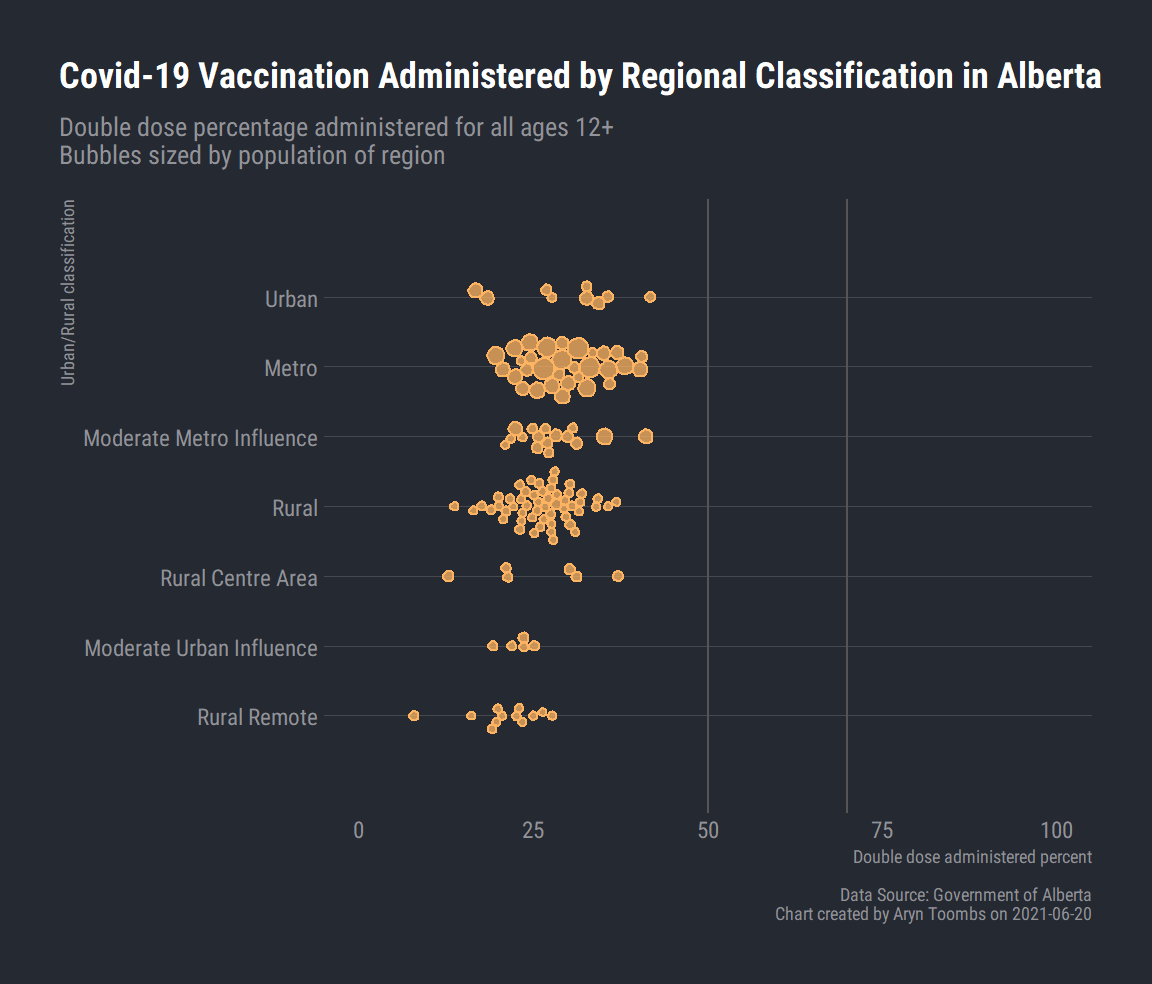 Covid-19 Vaccination Administered by Regional Classification in Alberta
Double dose percentage administered for all ages 12+
Bubbles sized by population of region
Urban/Rural classification
Urban
Metro
Moderate Metro Influence
Rural
Rural Centre Area
Moderate Urban Influence
Rural Remote
0 25 50 75 100
Double dose administered percent
Data Source: Government of Alberta
Chart created by Aryn Toombs on 2021-06-20